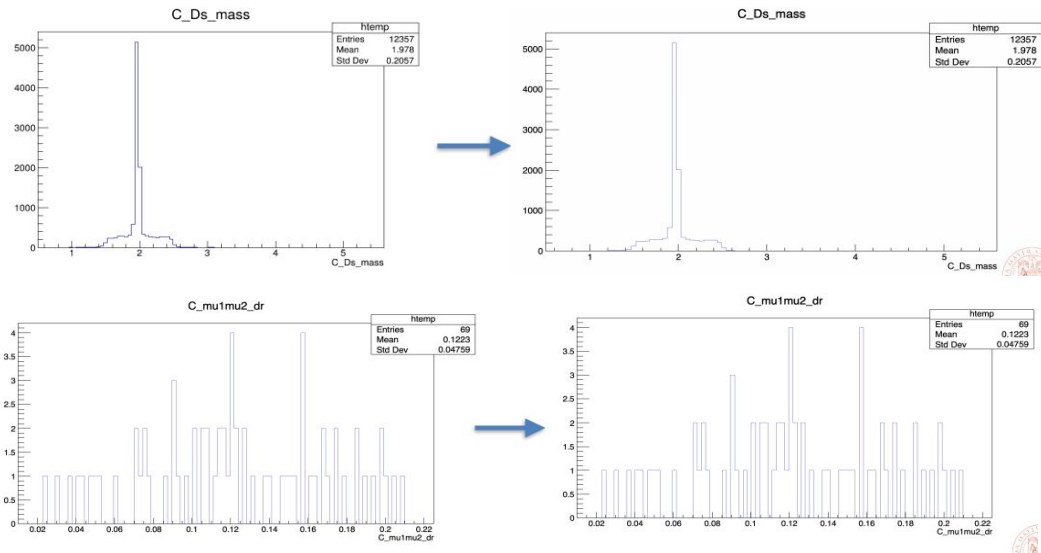 C_Ds_mass
htemp
Entries 12357
Mean 1.978
Std Dev 0.2057
5000
4000
3000
2000
1000
0
1 2 3 4 5
C_Ds_mass
C_Ds_mass
htemp
Entries 12357
Mean 1.978
Std Dev 0.2057
5000
4000
3000
2000
1000
0
1 2 3 4 5
C_Ds_mass
C_mu1mu2_dr
htemp
Entries 69
Mean 0.1223
Std Dev 0.04759
4
3.5
3
2.5
2
1.5
1
0.5
0
0.02 0.04 0.06 0.08 0.1 0.12 0.14 0.16 0.18 0.2 0.22
C_mu1mu2_dr
C_mu1mu2_dr
htemp
Entries 69
Mean 0.1223
Std Dev 0.04759
4
3.5
3
2.5
2
1.5
1
0.5
0
0.02 0.04 0.06 0.08 0.1 0.12 0.14 0.16 0.18 0.2 0.22
C_mu1mu2_dr